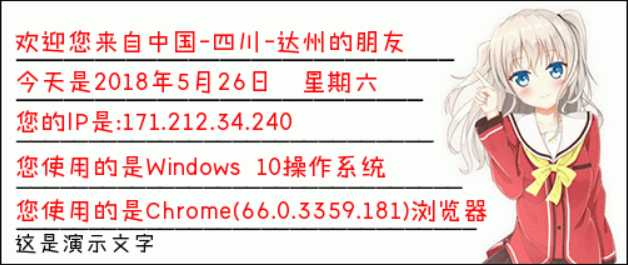 欢迎您来自中国-四川-达州的朋友
今天是2018年5月26日 星期六
您的IP是:171.212.34.240
您使用的是Windows 10操作系统
您使用的是Chrome(66.0.3359.181)浏览器
这是演示文字